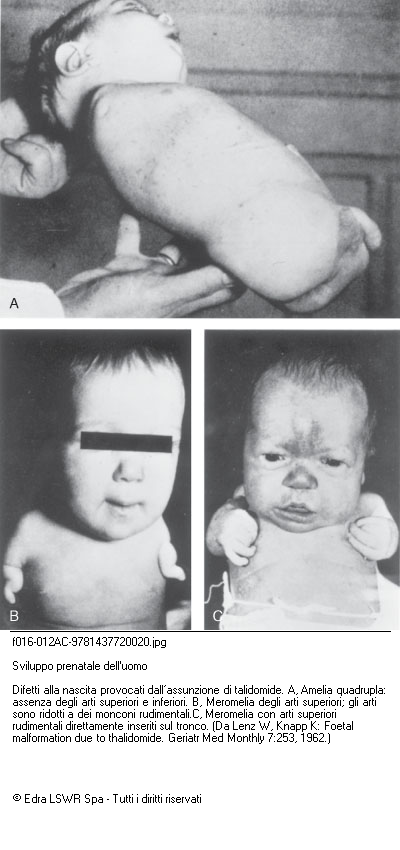 A
B
C
f016-012AC-9781437720020.jpg
Sviluppo prenatale dell'uomo
Difetti alla nascita provocati dall'assunzione di talidomide. A, Amelia quadrupla:
assenza degli arti superiori e inferiori. B, Meromelia degli arti superiori; gli arti
sono ridotti a dei monconi rudimentali.C, Meromelia con arti superiori
rudimentali direttamente inseriti sul tronco. (Da Lenz W, Knapp K: Foetal
malformation due to thalidomide. Geriatr Med Monthly 7:253, 1962.)
© Edra LSWR Spa - Tutti i diritti riservati